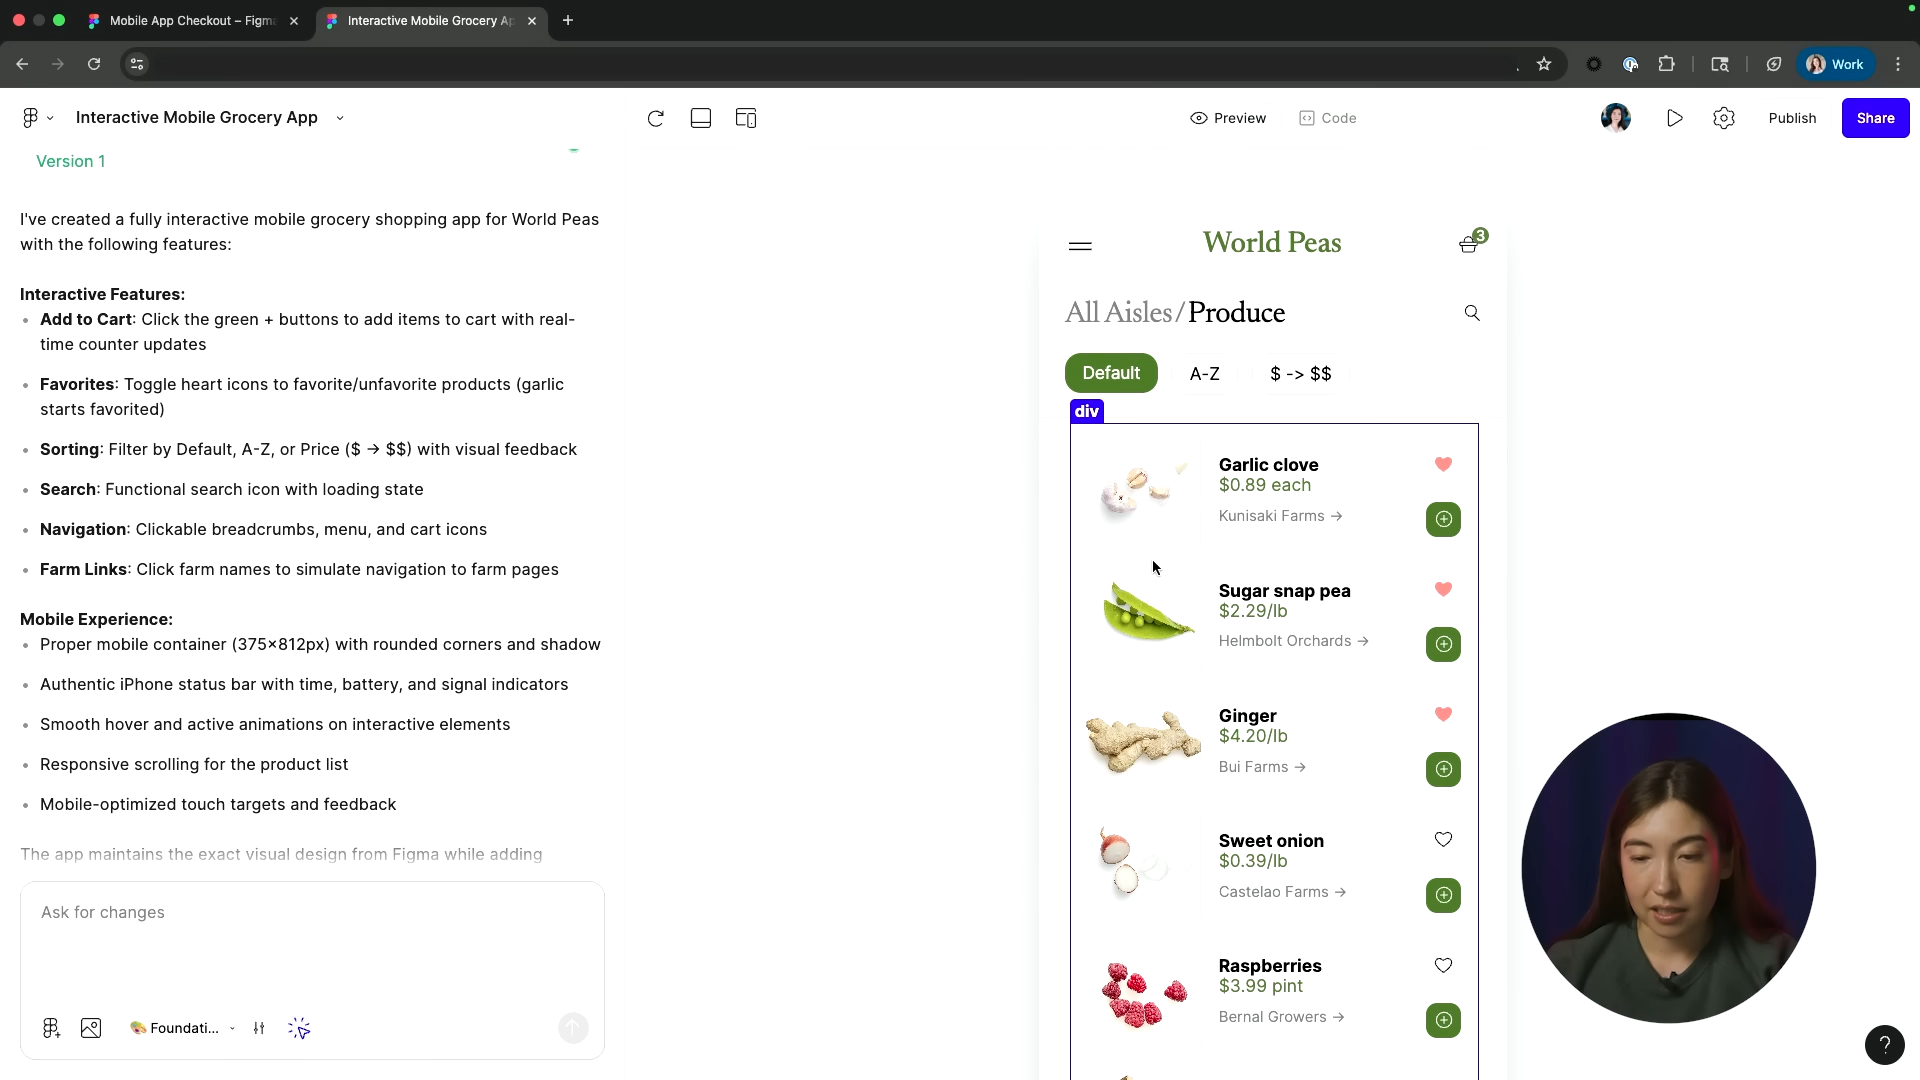 Mobile App Checkout – Figma
Interactive Mobile Grocery Ap
Work
Interactive Mobile Grocery App
Preview
Code
Publish
Share
Version 1
I've created a fully interactive mobile grocery shopping app for World Peas
with the following features:
Interactive Features:
• Add to Cart: Click the green + buttons to add items to cart with real-
time counter updates
• Favorites: Toggle heart icons to favorite/unfavorite products (garlic
starts favorited)
• Sorting: Filter by Default, A-Z, or Price ($ → $$) with visual feedback
• Search: Functional search icon with loading state
• Navigation: Clickable breadcrumbs, menu, and cart icons
• Farm Links: Click farm names to simulate navigation to farm pages
Mobile Experience:
• Proper mobile container (375×812px) with rounded corners and shadow
• Authentic iPhone status bar with time, battery, and signal indicators
• Smooth hover and active animations on interactive elements
• Responsive scrolling for the product list
• Mobile-optimized touch targets and feedback
The app maintains the exact visual design from Figma while adding
Ask for changes
Foundati...
World Peas
3
All Aisles/Produce
Default
A-Z
$ -> $$
div
Garlic clove
$0.89 each
Kunisaki Farms →
Sugar snap pea
$2.29/lb
Helmbolt Orchards →
Ginger
$4.20/lb
Bui Farms →
Sweet onion
$0.39/lb
Castelao Farms →
Raspberries
$3.99 pint
Bernal Growers →
?